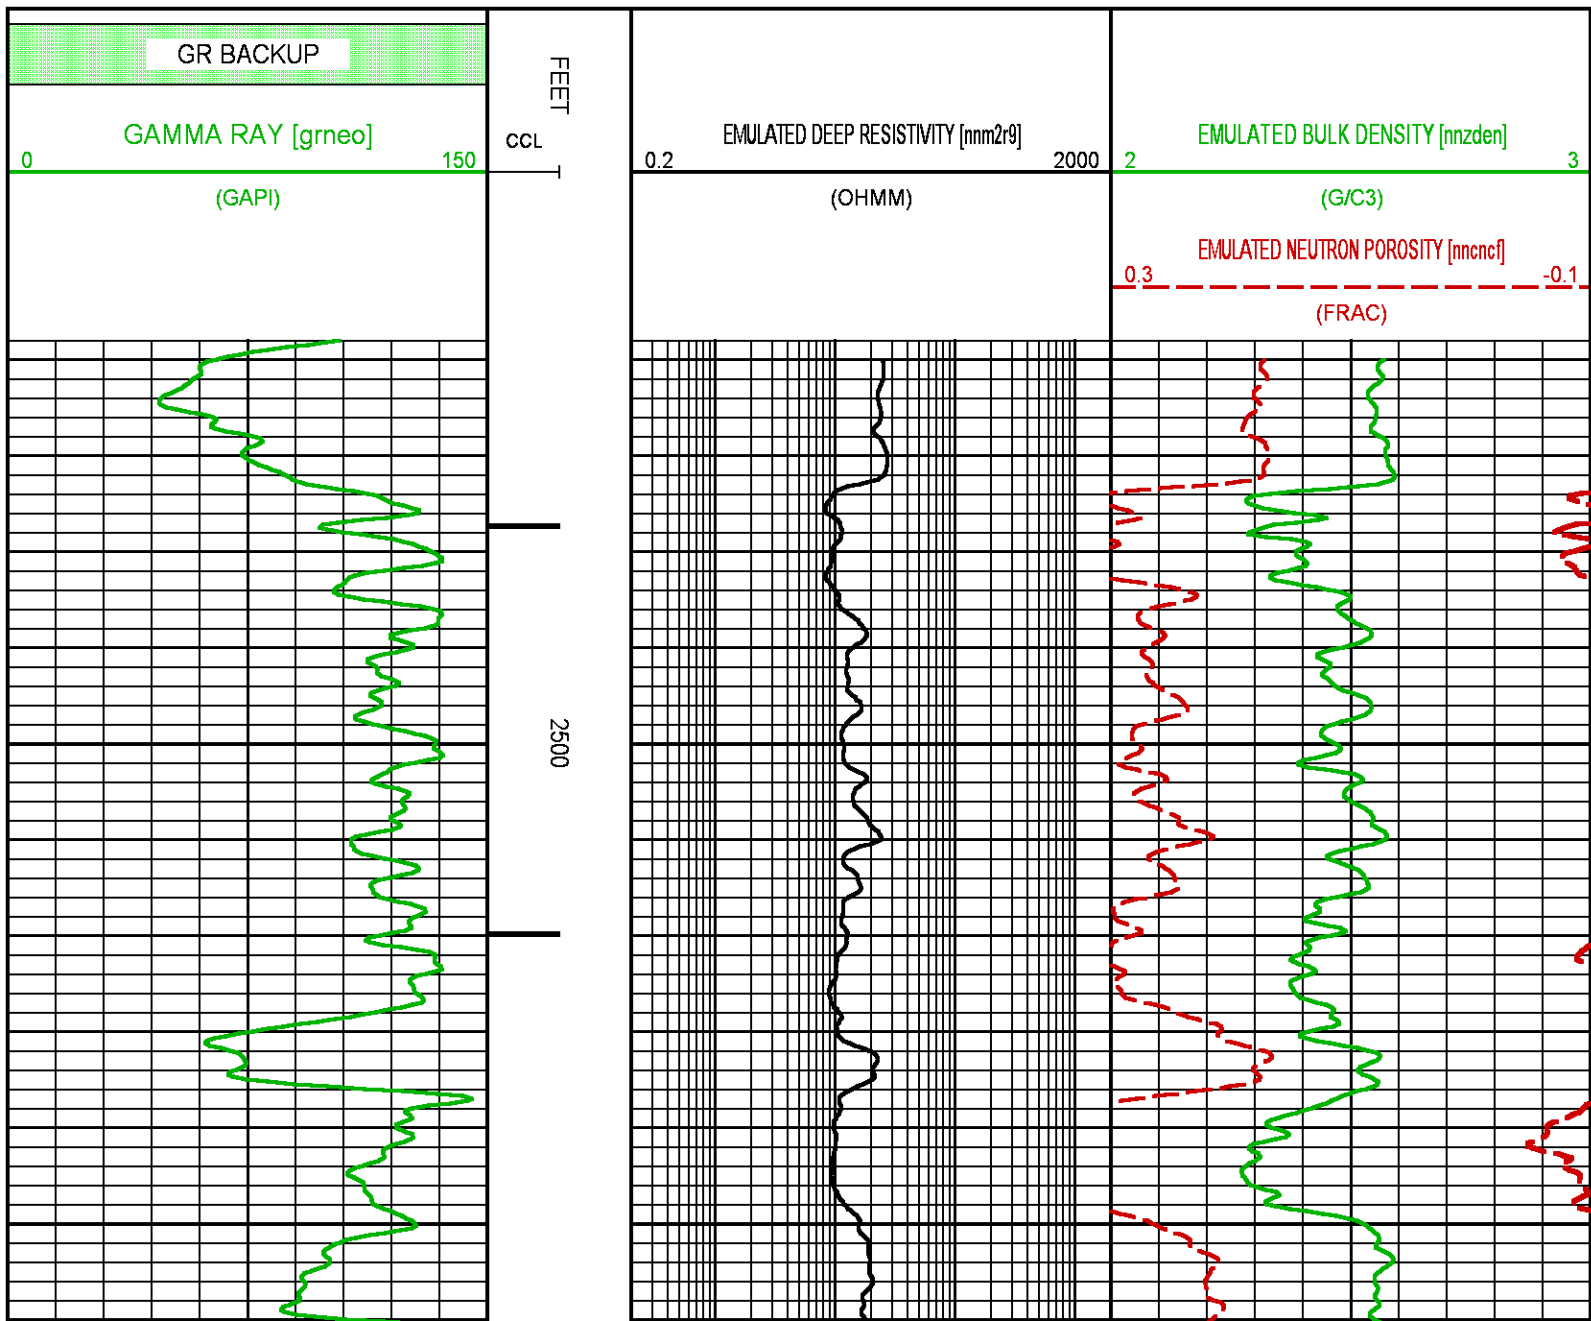 GR BACKUP
GAMMA RAY [grneo]
0 150
(GAPI)
FEET
CCL
EMULATED DEEP RESISTIVITY [nnm2r9]
0.2 2000
(OHMM)
EMULATED BULK DENSITY [nnzden]
2 3
(G/C3)
EMULATED NEUTRON POROSITY [nncncf]
0.3 -0.1
(FRAC)
2500